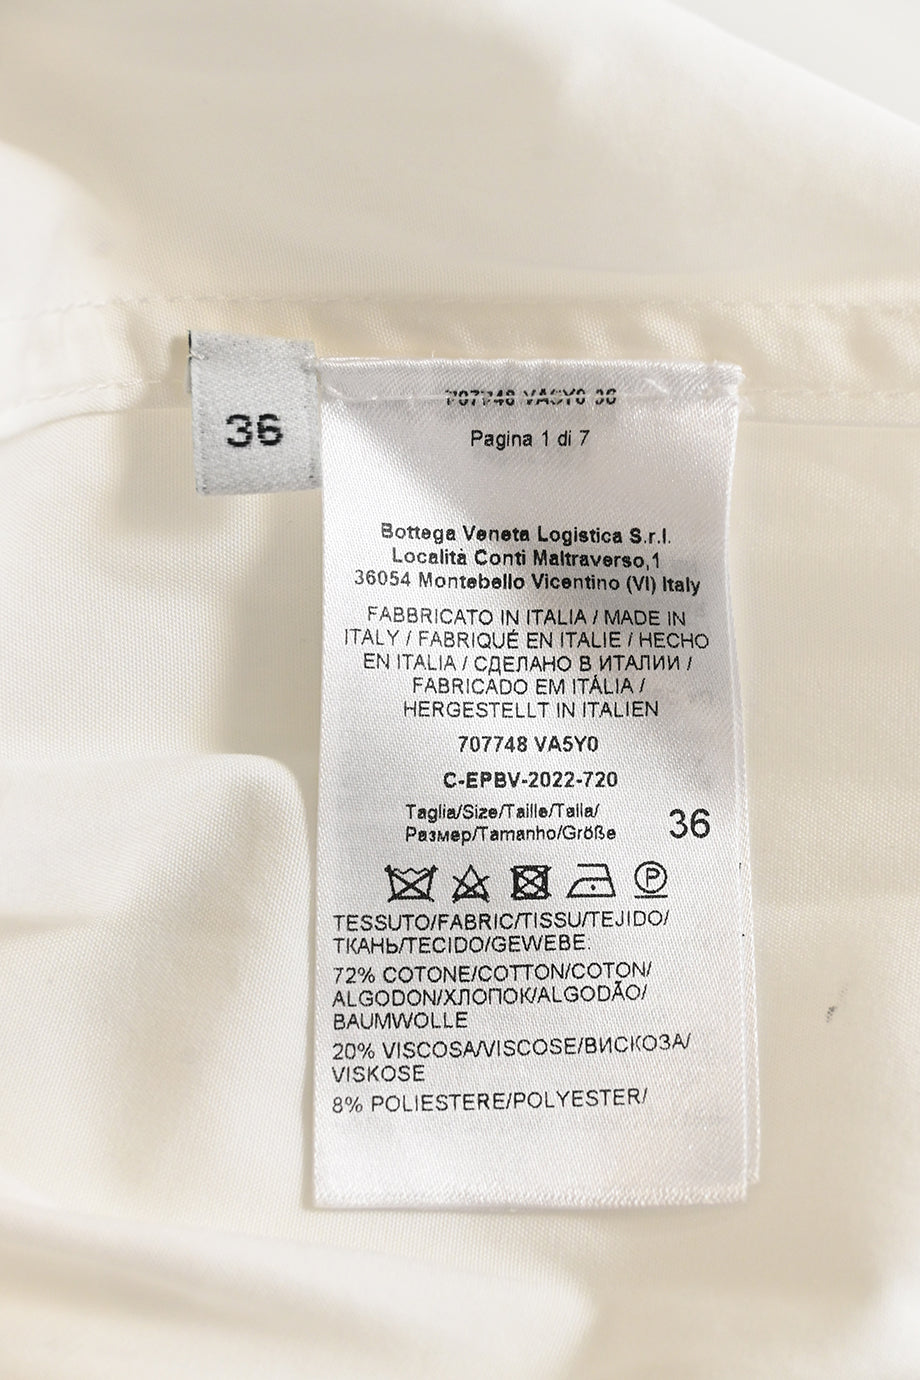 36
707748 VA5Y0 36
Pagina 1 di 7
Bottega Veneta Logistica S.r.l.
Località Conti Maltraverso,1
36054 Montebello Vicentino (VI) Italy
FABBRICATO IN ITALIA / MADE IN
ITALY / FABRIQUÉ EN ITALIE / HECHO
EN ITALIA / СДЕЛАНО В ИТАЛИИ /
FABRICADO EM ITÁLIA /
HERGESTELLT IN ITALIEN
707748 VA5Y0
C-EPBV-2022-720
Taglia/Size/Taille/Talla/
Размер/Tamanho/Größe 36
P
TESSUTO/FABRIC/TISSU/TEJIDO/
ТКАНЬ/TECIDO/GEWEBE:
72% COTONE/COTTON/COTON/
ALGODON/ХЛОПОК/ALGODÃO/
BAUMWOLLE
20% VISCOSA/VISCOSE/ВИСКОЗА/
VISKOSE
8% POLIESTERE/POLYESTER/